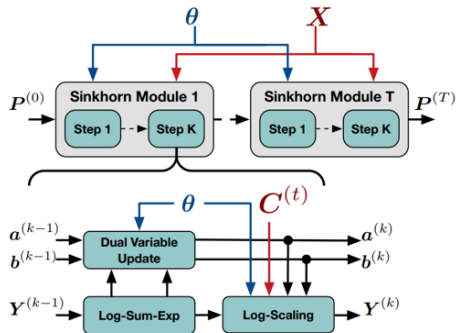 θ X
P^(0) Sinkhorn Module 1 Sinkhorn Module T P^(T)
Step 1 Step K Step 1 Step K
θ C^(t)
a^(k-1) a^(k)
b^(k-1) Dual Variable Update b^(k)
Y^(k-1) Log-Sum-Exp Log-Scaling Y^(k)